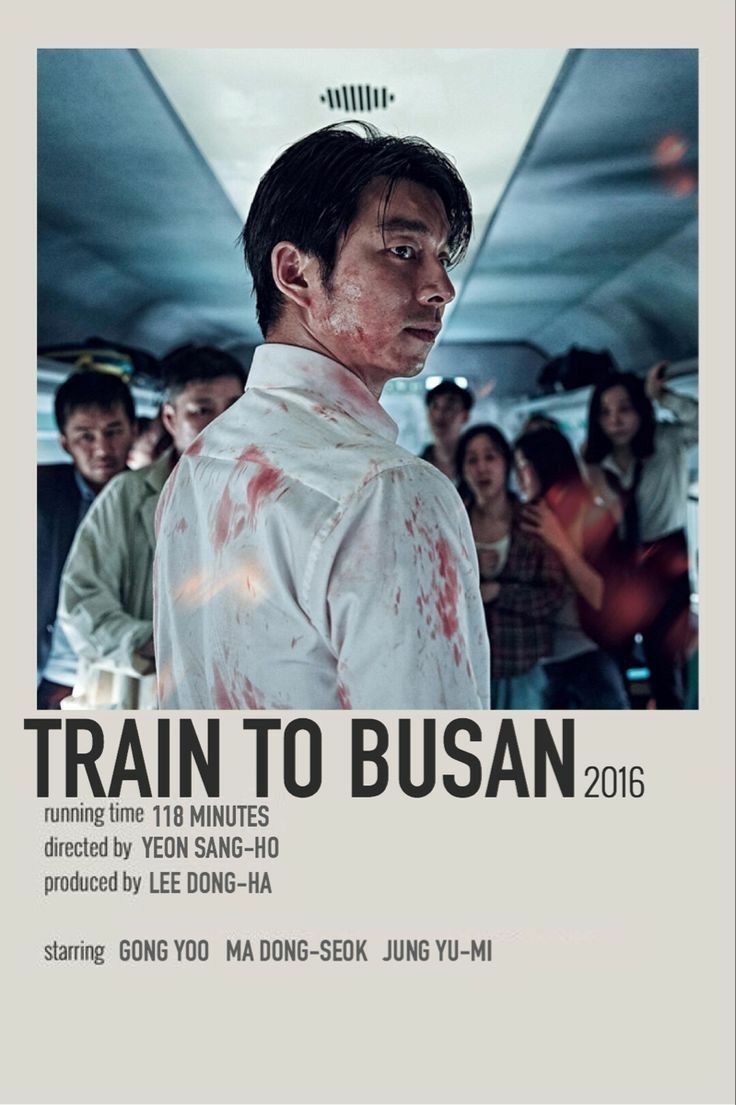 TRAIN TO BUSAN 2016
running time 118 MINUTES
directed by YEON SANG-HO
produced by LEE DONG-HA
starring GONG YOO MA DONG-SEOK JUNG YU-MI